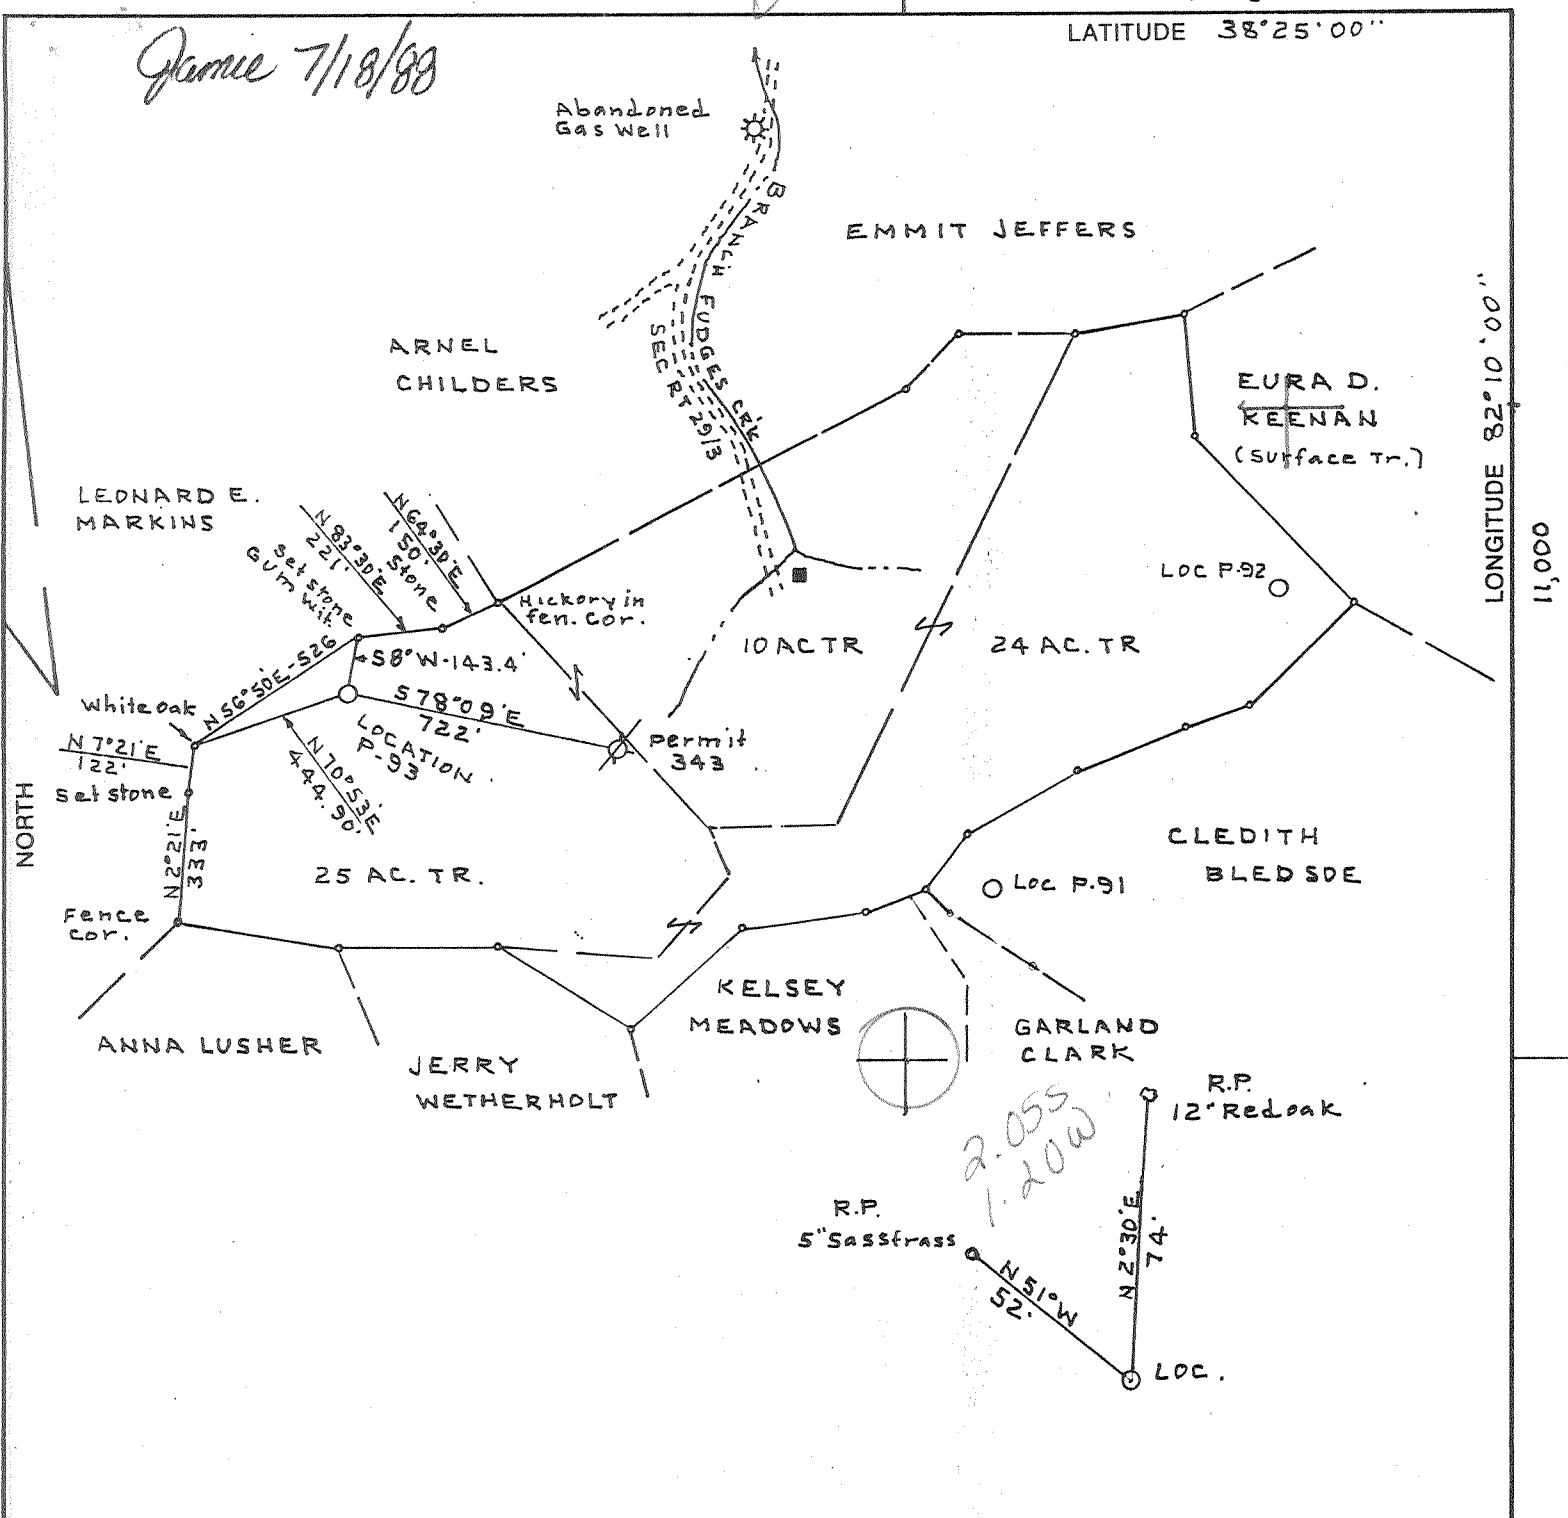 LATITUDE 38°25'00"
Jamie 7/18/88
Abandoned
Gas Well
BRANCH FUDGES CRK
SEC RT 29/3
EMMIT JEFFERS
ARNEL
CHILDERS
LONGITUDE 82°10'00"
11,000
EURA D.
KEENAN
(Surface Tr.)
LEONARD E.
MARKINS
N 64°30'E
150'
Stone
N 83°30'E
221'
Set stone
Gum Wit.
Hickory in
fen. Cor.
LOC P-92
10 AC TR
24 AC. TR
S8°W-143.4'
N 56°50'E-526
White oak
S 78°09'E
722'
LOCATION
P-93
Permit
343
N 7°21'E
122'
N 70°53'E
444.90'
Set stone
NORTH
N 2°21'E
333'
25 AC. TR.
CLEDITH
BLEDSOE
LOC P-91
Fence
Cor.
KELSEY
MEADOWS
GARLAND
CLARK
ANNA LUSHER
JERRY
WETHERHOLT
2.05S
1.20W
R.P.
12" Redoak
R.P.
5" Sassfrass
N 2°30'E
74'
N 51°W
52'
LOC.